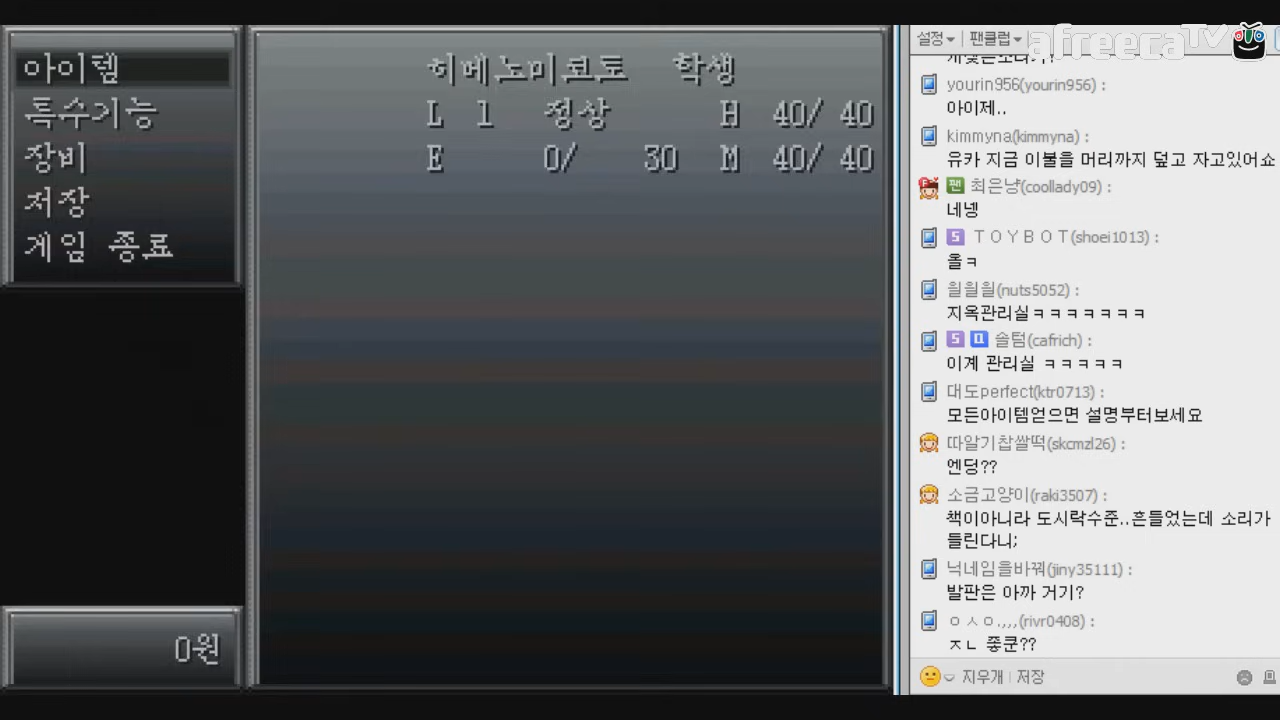 아이템
특수기능
장비
저장
게임 종료
0원
히메노미코토 학생
L 1 정상 H 40/ 40
E 0/ 30 M 40/ 40
설정 | 팬클럽
afreecaTV
yourin956(yourin956) :
아이제..
kimmyna(kimmyna) :
유카 지금 이불을 머리까지 덮고 자고있어쇼
팬 최은냥(coollady09) :
네넹
S T O Y B O T(shoei1013) :
올ㅋ
월월월(nuts5052) :
지옥관리실ㅋㅋㅋㅋㅋㅋㅋ
S 솔텀(cafrich) :
이계 관리실 ㅋㅋㅋㅋㅋ
대도perfect(ktr0713) :
모든아이템얻으면 설명부터보세요
따알기찹쌀떡(skcmzl26) :
엔딩??
소금고양이(raki3507) :
책이아니라 도시락수준..흔들었는데 소리가
들린다니;
닉네임을바꿔(jiny35111) :
발판은 아까 거기?
ㅇㅅㅇ.,,,(rivr0408) :
ㅈㄴ 쫗쿤??
지우개 | 저장